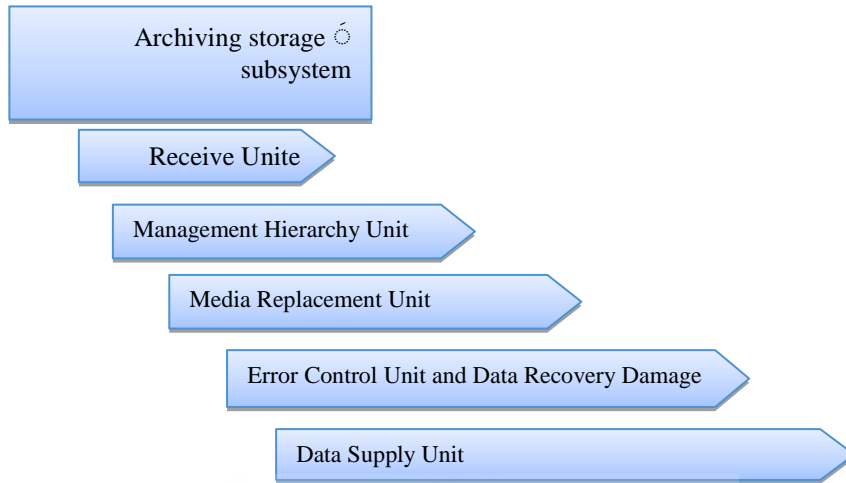 Archiving storage ́
subsystem
Receive Unite
Management Hierarchy Unit
Media Replacement Unit
Error Control Unit and Data Recovery Damage
Data Supply Unit